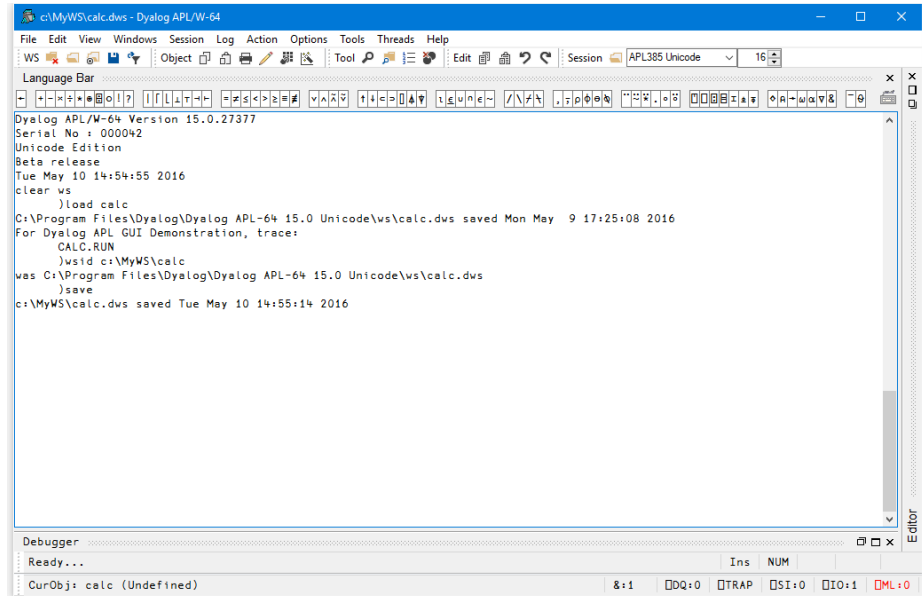 c:\MyWS\calc.dws - Dyalog APL/W-64
File Edit View Windows Session Log Action Options Tools Threads Help
WS Object Tool Edit Session APL385 Unicode 16
Language Bar
← + - × ÷ * ⍟ ⌹ ○ ! ? | ⌈ ⌊ ⊥ ⊤ ⊣ ⊢ = ≠ ≤ < > ≥ ≡ ≢ ∨ ∧ ⍲ ⍱ ↑ ↓ ⊂ ⊃ ⌷ ⍋ ⍒ ⍳ ⍷ ∪ ∩ ∊ ~ / \ ⌿ ⍀ , ⍪ ⍴ ⌽ ⊖ ⍉ ¨ ⍨ ⍣ . ∘ ⍤ ⍞ ⎕ ⍠ ⌸ ⌶ ⍎ ⍕ ⋄ ⍝ → ⍵ ⍺ ∇ & ¯ ⍬
Dyalog APL/W-64 Version 15.0.27377
Serial No : 000042
Unicode Edition
Beta release
Tue May 10 14:54:55 2016
clear ws
      )load calc
C:\Program Files\Dyalog\Dyalog APL-64 15.0 Unicode\ws\calc.dws saved Mon May  9 17:25:08 2016
For Dyalog APL GUI Demonstration, trace:
      CALC.RUN
      )wsid c:\MyWS\calc
was C:\Program Files\Dyalog\Dyalog APL-64 15.0 Unicode\ws\calc.dws
      )save
c:\MyWS\calc.dws saved Tue May 10 14:55:14 2016
Editor
Debugger
Ready... Ins NUM
CurObj: calc (Undefined) &:1 ⎕DQ:0 ⎕TRAP ⎕SI:0 ⎕IO:1 ⎕ML:0